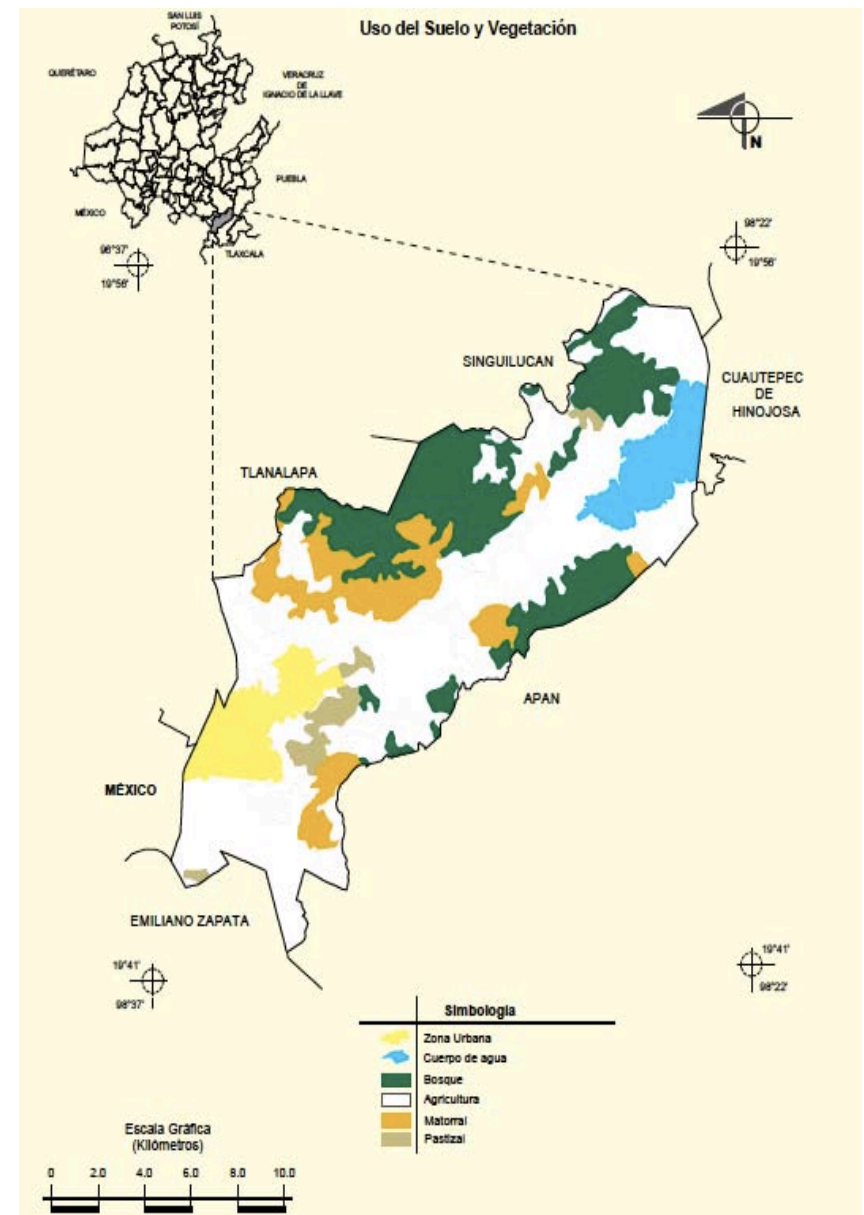 Uso del Suelo y Vegetación
SAN LUIS
POTOSÍ
QUERÉTARO
VERACRUZ
DE
IGNACIO DE LA LLAVE
PUEBLA
MÉXICO
TLAXCALA
N
98°37'
19°56'
98°22'
19°56'
SINGUILUCAN
CUAUTEPEC
DE
HINOJOSA
TLANALAPA
APAN
MÉXICO
EMILIANO ZAPATA
19°41'
98°37'
19°41'
98°22'
Simbología
Zona Urbana
Cuerpo de agua
Bosque
Agricultura
Matorral
Pastizal
Escala Gráfica
(Kilómetros)
0 2.0 4.0 6.0 8.0 10.0